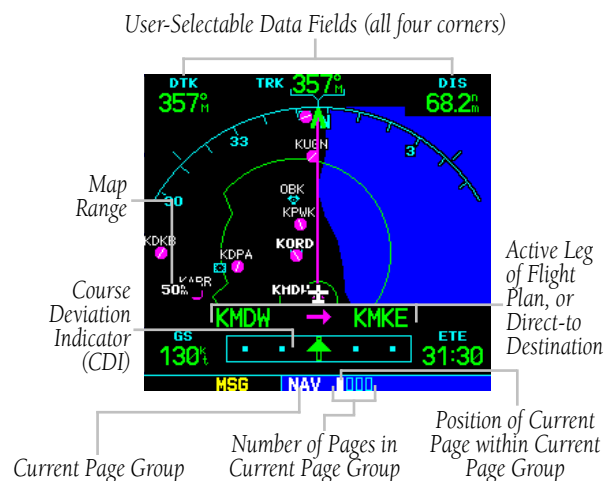 User-Selectable Data Fields (all four corners)
DTK
TRK 357°M
DIS
357°M
68.2nm
N
33
3
KUGN
30
OBK
KPWK
Map
Range
KDKB
KDPA
KORD
50nm
KARR
KMDW
Active Leg
of Flight
Plan, or
Direct-to
Destination
Course
Deviation
Indicator
(CDI)
KMDW → KMKE
GS
ETE
130kt
31:30
MSG
NAV
Current Page Group
Number of Pages in
Current Page Group
Position of Current
Page within Current
Page Group